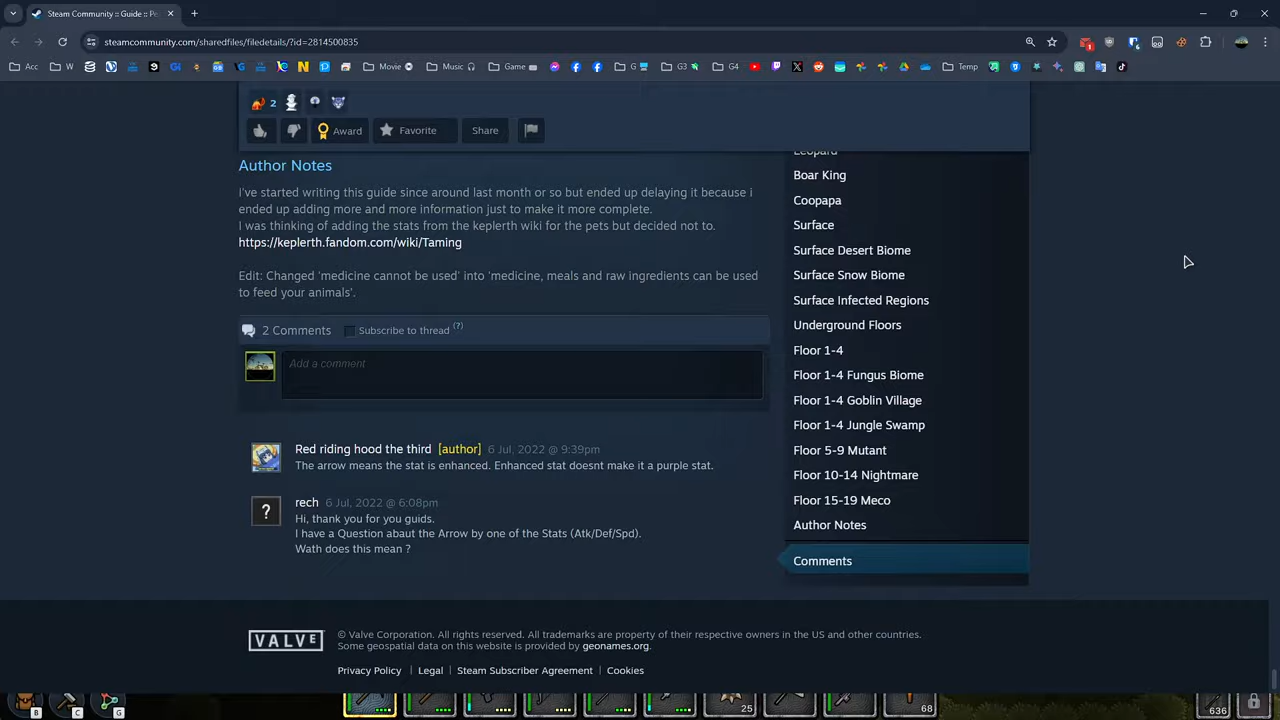 Steam Community :: Guide :: Pe
steamcommunity.com/sharedfiles/filedetails/?id=2814500835
Acc
W
Movie
Music
Game
G
G3
G4
Temp
2
Award
Favorite
Share
Author Notes
I've started writing this guide since around last month or so but ended up delaying it because i
ended up adding more and more information just to make it more complete.
I was thinking of adding the stats from the keplerth wiki for the pets but decided not to.
https://keplerth.fandom.com/wiki/Taming
Edit: Changed 'medicine cannot be used' into 'medicine, meals and raw ingredients can be used
to feed your animals'.
2 Comments
Subscribe to thread (?)
Add a comment
Red riding hood the third [author] 6 Jul, 2022 @ 9:39pm
The arrow means the stat is enhanced. Enhanced stat doesnt make it a purple stat.
rech 6 Jul, 2022 @ 6:08pm
Hi, thank you for you guids.
I have a Question abaut the Arrow by one of the Stats (Atk/Def/Spd).
Wath does this mean ?
Leopard
Boar King
Coopapa
Surface
Surface Desert Biome
Surface Snow Biome
Surface Infected Regions
Underground Floors
Floor 1-4
Floor 1-4 Fungus Biome
Floor 1-4 Goblin Village
Floor 1-4 Jungle Swamp
Floor 5-9 Mutant
Floor 10-14 Nightmare
Floor 15-19 Meco
Author Notes
Comments
VALVE
© Valve Corporation. All rights reserved. All trademarks are property of their respective owners in the US and other countries.
Some geospatial data on this website is provided by geonames.org.
Privacy Policy | Legal | Steam Subscriber Agreement | Cookies
B
C
G
25
68
636